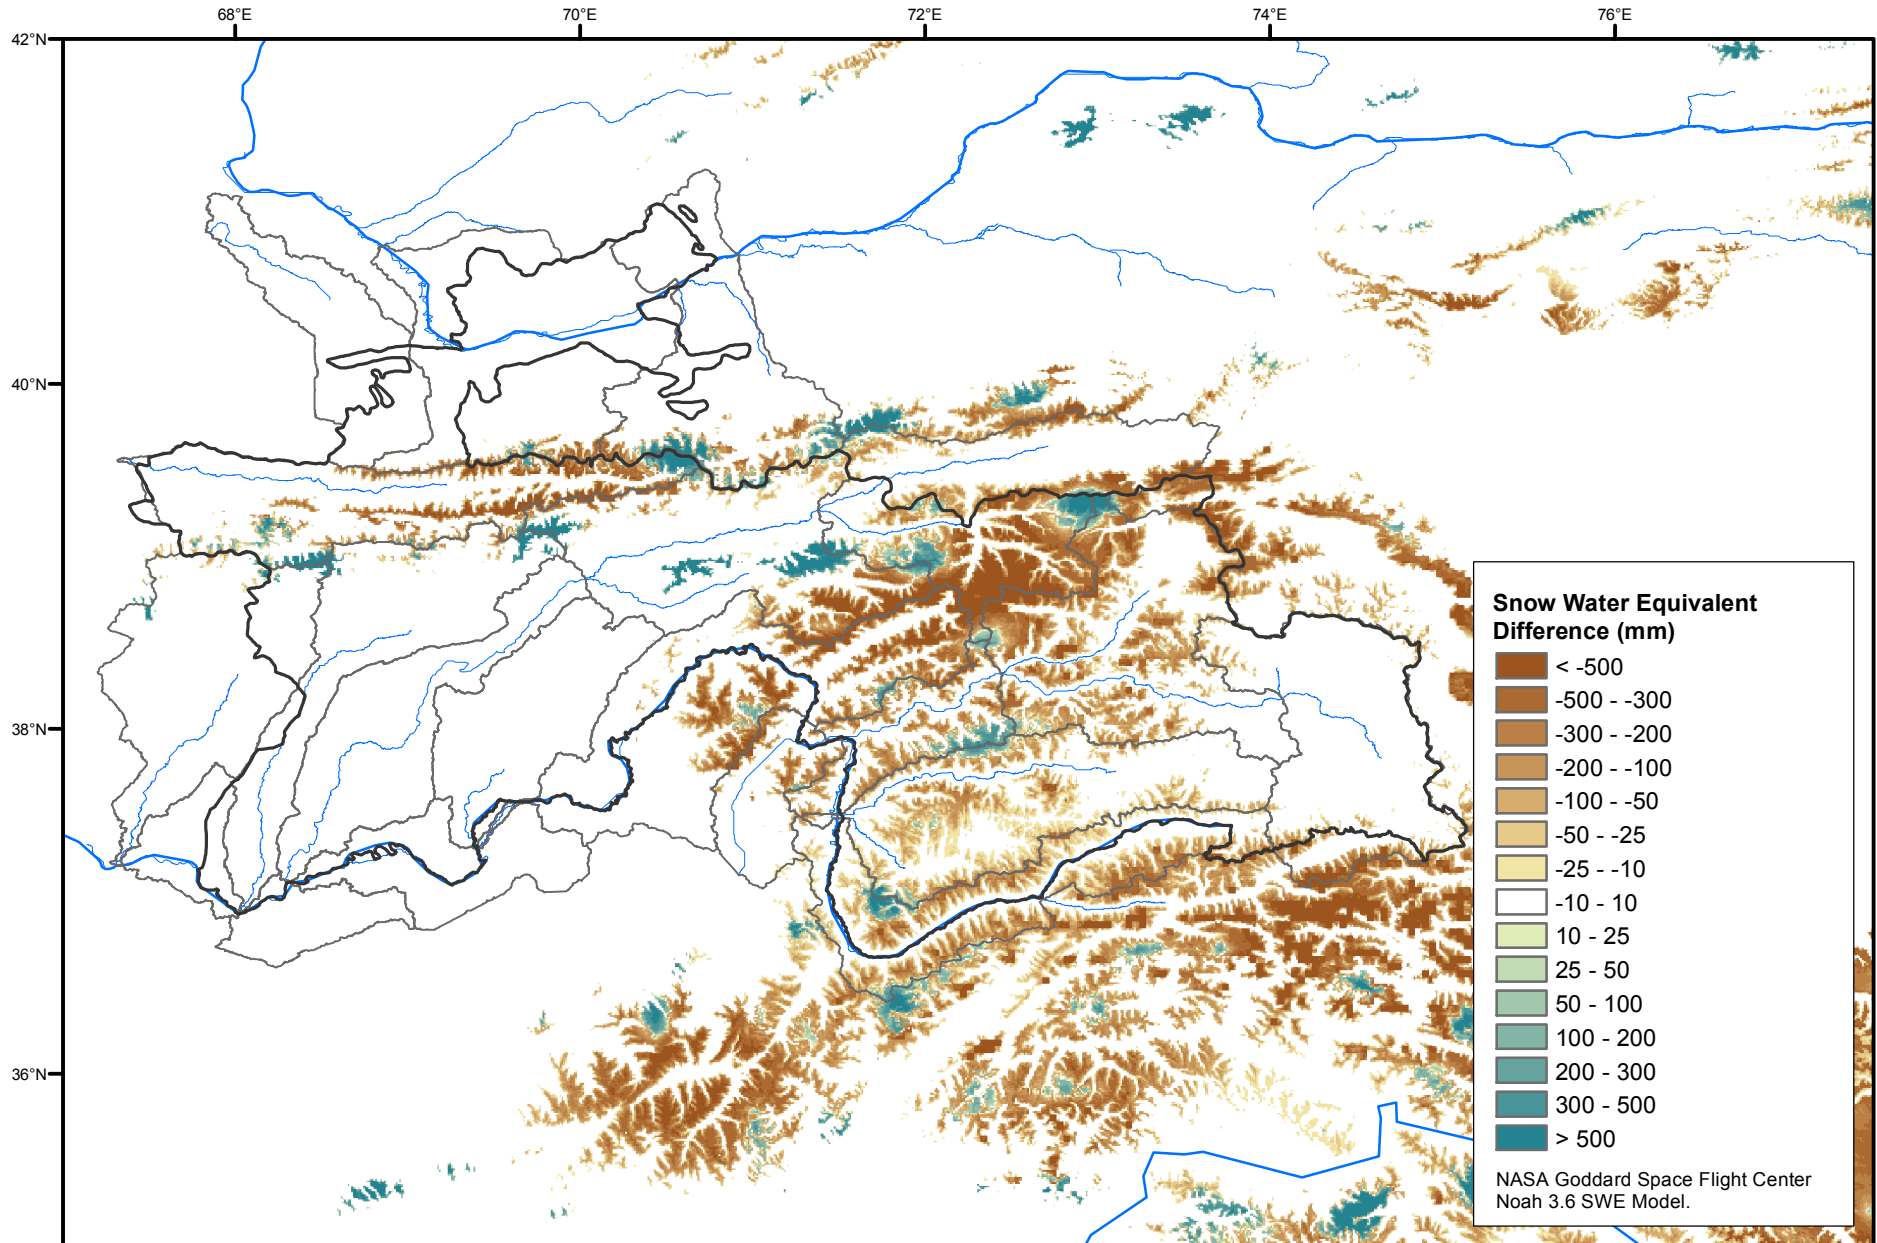 68°E 70°E 72°E 74°E 76°E
42°N
40°N
38°N
36°N
Snow Water Equivalent
Difference (mm)
< -500
-500 - -300
-300 - -200
-200 - -100
-100 - -50
-50 - -25
-25 - -10
-10 - 10
10 - 25
25 - 50
50 - 100
100 - 200
200 - 300
300 - 500
> 500
NASA Goddard Space Flight Center
Noah 3.6 SWE Model.